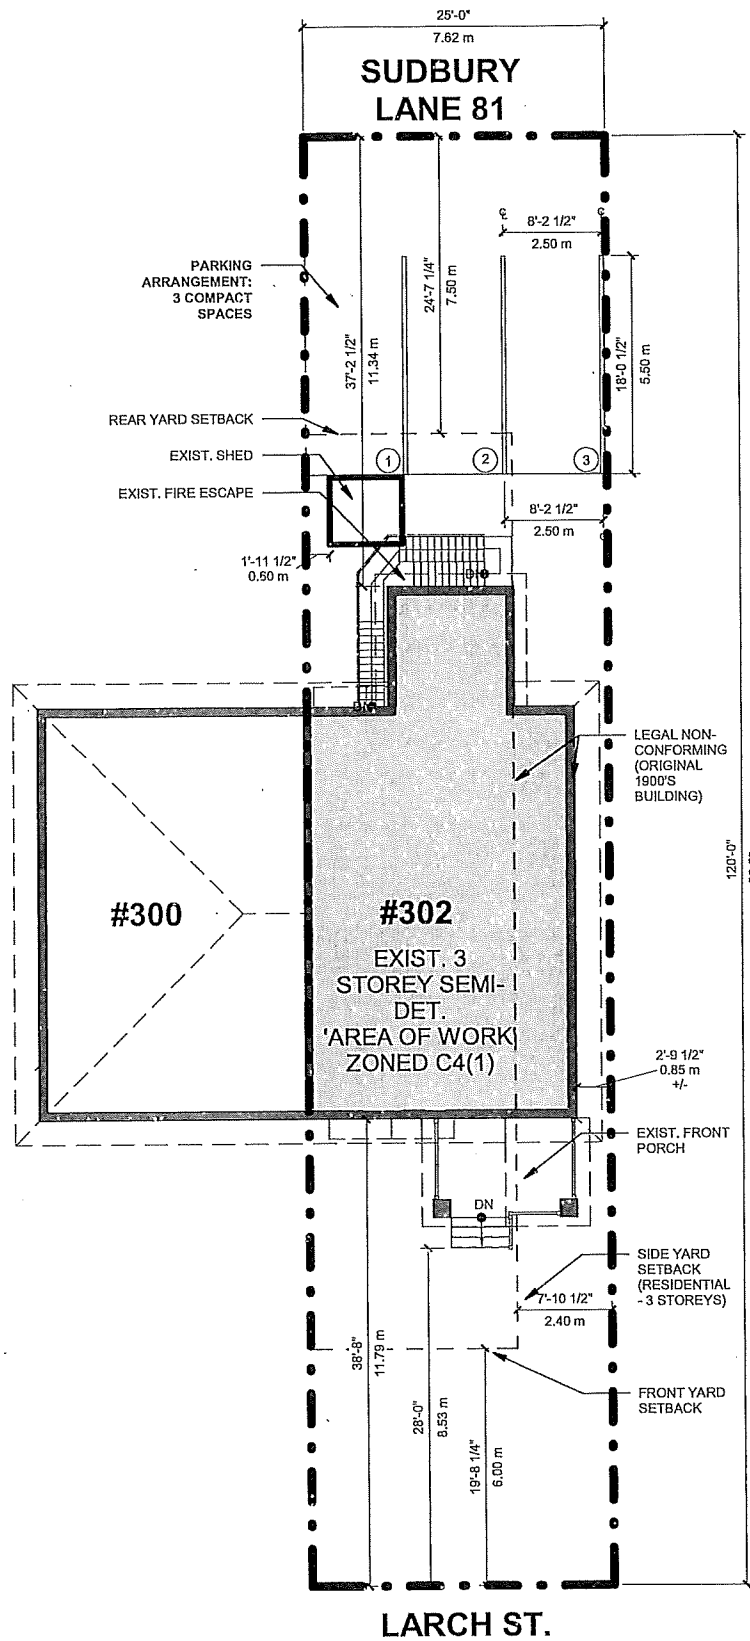 25'-0"
7.62 m
SUDBURY
LANE 81
℄
℄
8'-2 1/2"
2.50 m
PARKING
ARRANGEMENT:
3 COMPACT
SPACES
24'-7 1/4"
7.50 m
37'-2 1/2"
11.34 m
18'-0 1/2"
5.50 m
REAR YARD SETBACK
EXIST. SHED
EXIST. FIRE ESCAPE
1
2
3
8'-2 1/2"
2.50 m
1'-11 1/2"
0.60 m
LEGAL NON-
CONFORMING
(ORIGINAL
1900'S
BUILDING)
120'-0"
#300
#302
EXIST. 3
STOREY SEMI-
DET.
'AREA OF WORK
ZONED C4(1)
2'-9 1/2"
0.85 m
+/-
EXIST. FRONT
PORCH
DN
SIDE YARD
SETBACK
(RESIDENTIAL
- 3 STOREYS)
7'-10 1/2"
2.40 m
38'-8"
11.79 m
28'-0"
8.53 m
19'-8 1/4"
6.00 m
FRONT YARD
SETBACK
LARCH ST.